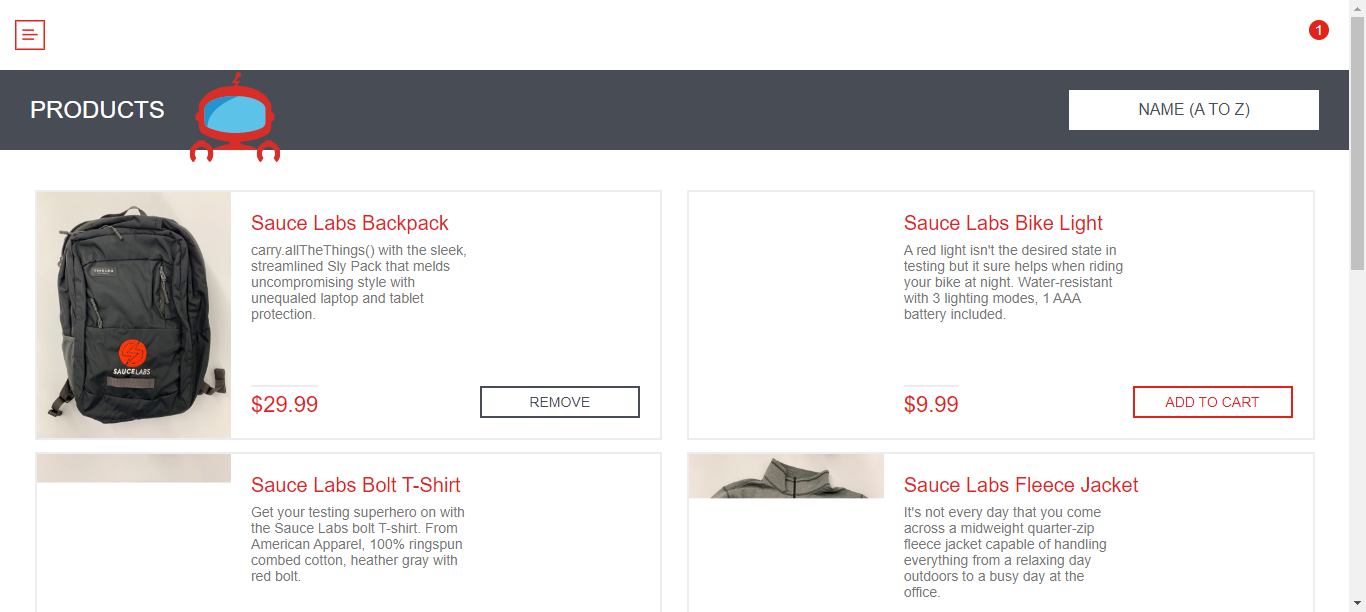 1
PRODUCTS
NAME (A TO Z)
Sauce Labs Backpack
carry.allTheThings() with the sleek,
streamlined Sly Pack that melds
uncompromising style with
unequaled laptop and tablet
protection.
$29.99
REMOVE
SAUCELABS
Sauce Labs Bike Light
A red light isn't the desired state in
testing but it sure helps when riding
your bike at night. Water-resistant
with 3 lighting modes, 1 AAA
battery included.
$9.99
ADD TO CART
Sauce Labs Bolt T-Shirt
Get your testing superhero on with
the Sauce Labs bolt T-shirt. From
American Apparel, 100% ringspun
combed cotton, heather gray with
red bolt.
Sauce Labs Fleece Jacket
It's not every day that you come
across a midweight quarter-zip
fleece jacket capable of handling
everything from a relaxing day
outdoors to a busy day at the
office.